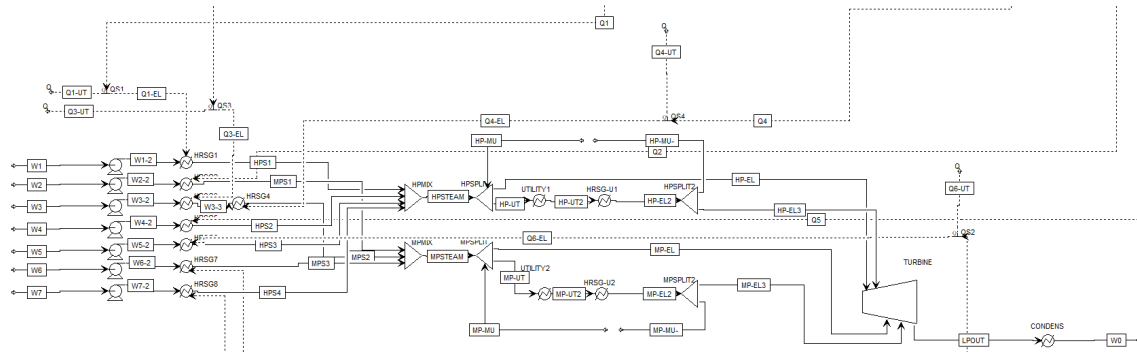 Q1
Q
Q4-UT
Q
Q1-UT
QS1
Q1-EL
Q
Q3-UT
QS3
Q3-EL
Q4-EL
QS4
Q4
HP-MU
HP-MU-
Q2
W1
W1-2
HRSG1
HPS1
W2
W2-2
MPS1
HPMIX
HPSPLIT
HPSTEAM
UTILITY1
HRSG-U1
HPSPLIT2
HP-EL
Q
Q6-UT
W3
W3-2
W3-3
HRSG4
HP-UT
HP-UT2
HP-EL2
HP-EL3
Q5
W4
W4-2
HPS2
QS2
W5
W5-2
HPS3
Q6-EL
MPMIX
MPSPLIT
MPSTEAM
MP-EL
MPS2
W6
W6-2
HRSG7
MPS3
MP-UT
UTILITY2
HRSG-U2
MPSPLIT2
MP-EL3
TURBINE
W7
W7-2
HRSG8
HPS4
MP-UT2
MP-EL2
MP-MU
MP-MU-
LPOUT
CONDENS
W0